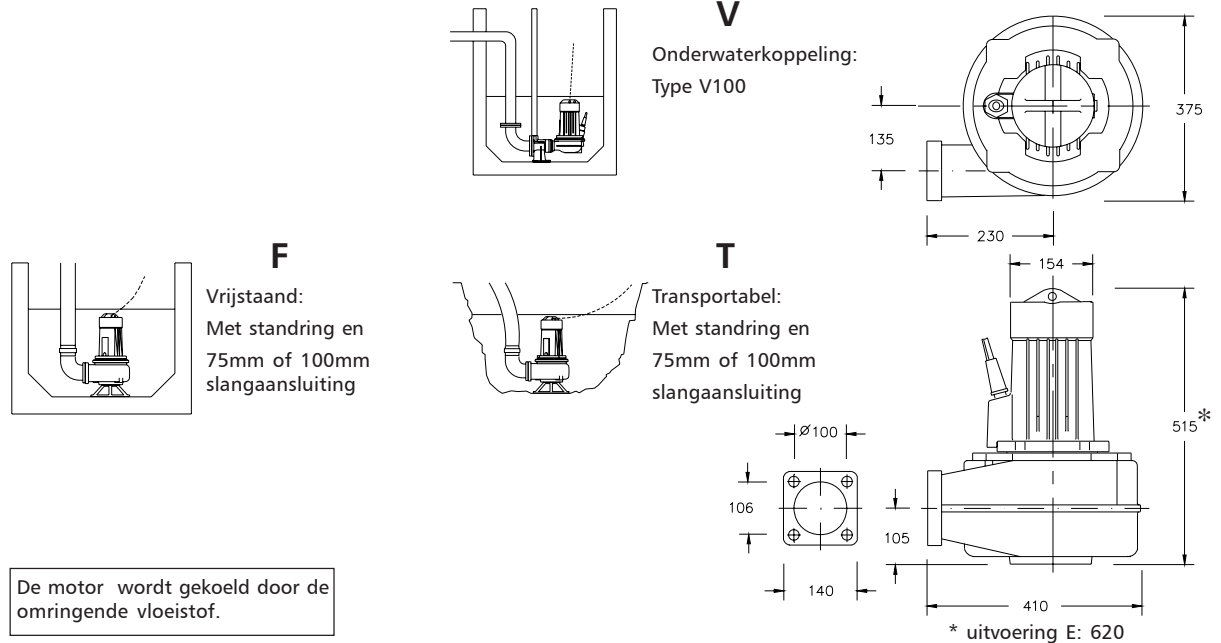 V
Onderwaterkoppeling:
Type V100
375
135
230
F
Vrijstaand:
Met standring en
75mm of 100mm
slangaansluiting
T
Transportabel:
Met standring en
75mm of 100mm
slangaansluiting
154
515*
Ø100
106
105
140
410
* uitvoering E: 620
De motor wordt gekoeld door de
omringende vloeistof.